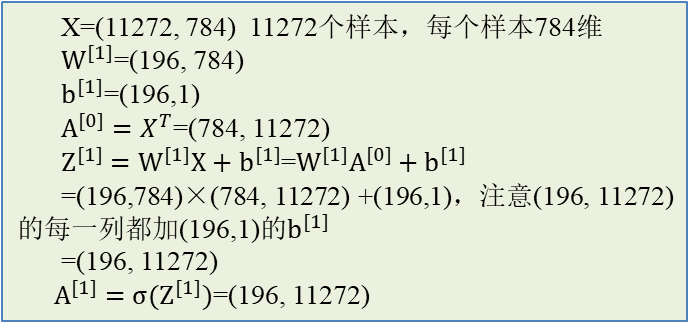 X=(11272, 784)  11272个样本，每个样本784维
W^[1]=(196, 784)
b^[1]=(196,1)
A^[0] = X^T=(784, 11272)
Z^[1] = W^[1]X + b^[1]=W^[1]A^[0] + b^[1]
=(196,784)×(784, 11272) +(196,1)，注意(196, 11272)
的每一列都加(196,1)的b^[1]
=(196, 11272)
A^[1] = σ(Z^[1])=(196, 11272)